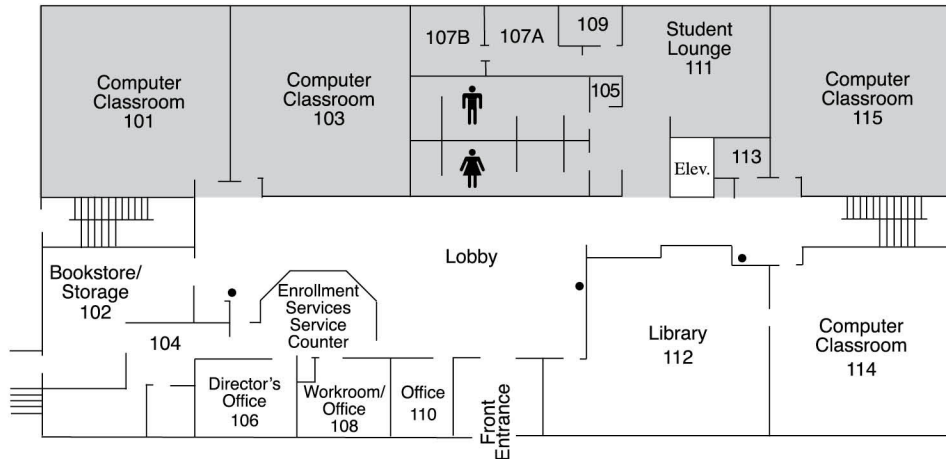 Computer
Classroom
101
Computer
Classroom
103
107B
107A
109
105
Student
Lounge
111
Elev.
113
Computer
Classroom
115
Lobby
Bookstore/
Storage
102
104
Enrollment
Services
Service
Counter
Director's
Office
106
Workroom/
Office
108
Office
110
Front
Entrance
Library
112
Computer
Classroom
114